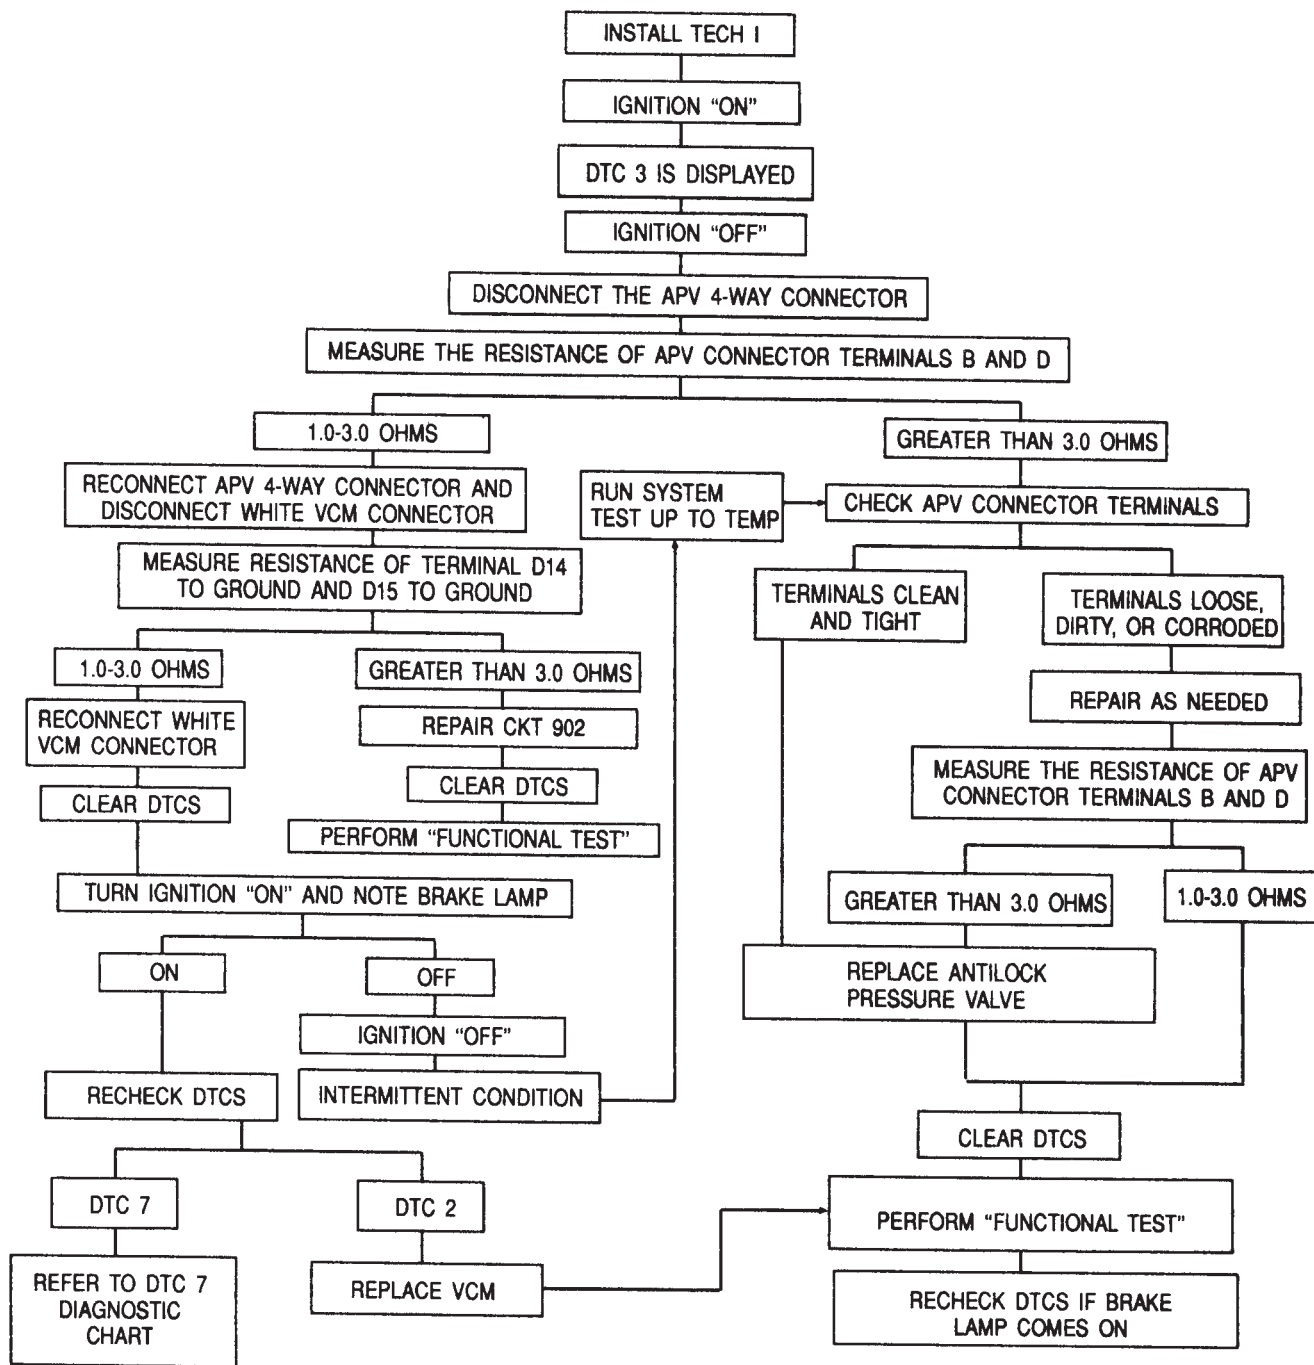 INSTALL TECH I
IGNITION “ON”
DTC 3 IS DISPLAYED
IGNITION “OFF”
DISCONNECT THE APV 4-WAY CONNECTOR
MEASURE THE RESISTANCE OF APV CONNECTOR TERMINALS B AND D
1.0-3.0 OHMS
RECONNECT APV 4-WAY CONNECTOR AND
DISCONNECT WHITE VCM CONNECTOR
MEASURE RESISTANCE OF TERMINAL D14
TO GROUND AND D15 TO GROUND
1.0-3.0 OHMS
RECONNECT WHITE
VCM CONNECTOR
CLEAR DTCS
GREATER THAN 3.0 OHMS
REPAIR CKT 902
CLEAR DTCS
PERFORM “FUNCTIONAL TEST”
TURN IGNITION “ON” AND NOTE BRAKE LAMP
ON
RECHECK DTCS
OFF
IGNITION “OFF”
INTERMITTENT CONDITION
DTC 7
REFER TO DTC 7
DIAGNOSTIC
CHART
DTC 2
REPLACE VCM
RUN SYSTEM
TEST UP TO TEMP
GREATER THAN 3.0 OHMS
CHECK APV CONNECTOR TERMINALS
TERMINALS CLEAN
AND TIGHT
TERMINALS LOOSE,
DIRTY, OR CORRODED
REPAIR AS NEEDED
MEASURE THE RESISTANCE OF APV
CONNECTOR TERMINALS B AND D
GREATER THAN 3.0 OHMS
1.0-3.0 OHMS
REPLACE ANTILOCK
PRESSURE VALVE
CLEAR DTCS
PERFORM “FUNCTIONAL TEST”
RECHECK DTCS IF BRAKE
LAMP COMES ON